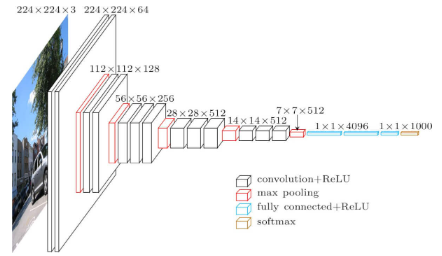 224×224×3 224×224×64
112×112×128
56×56×256
28×28×512
14×14×512
7×7×512
1×1×4096 1×1×1000
convolution+ReLU
max pooling
fully connected+ReLU
softmax